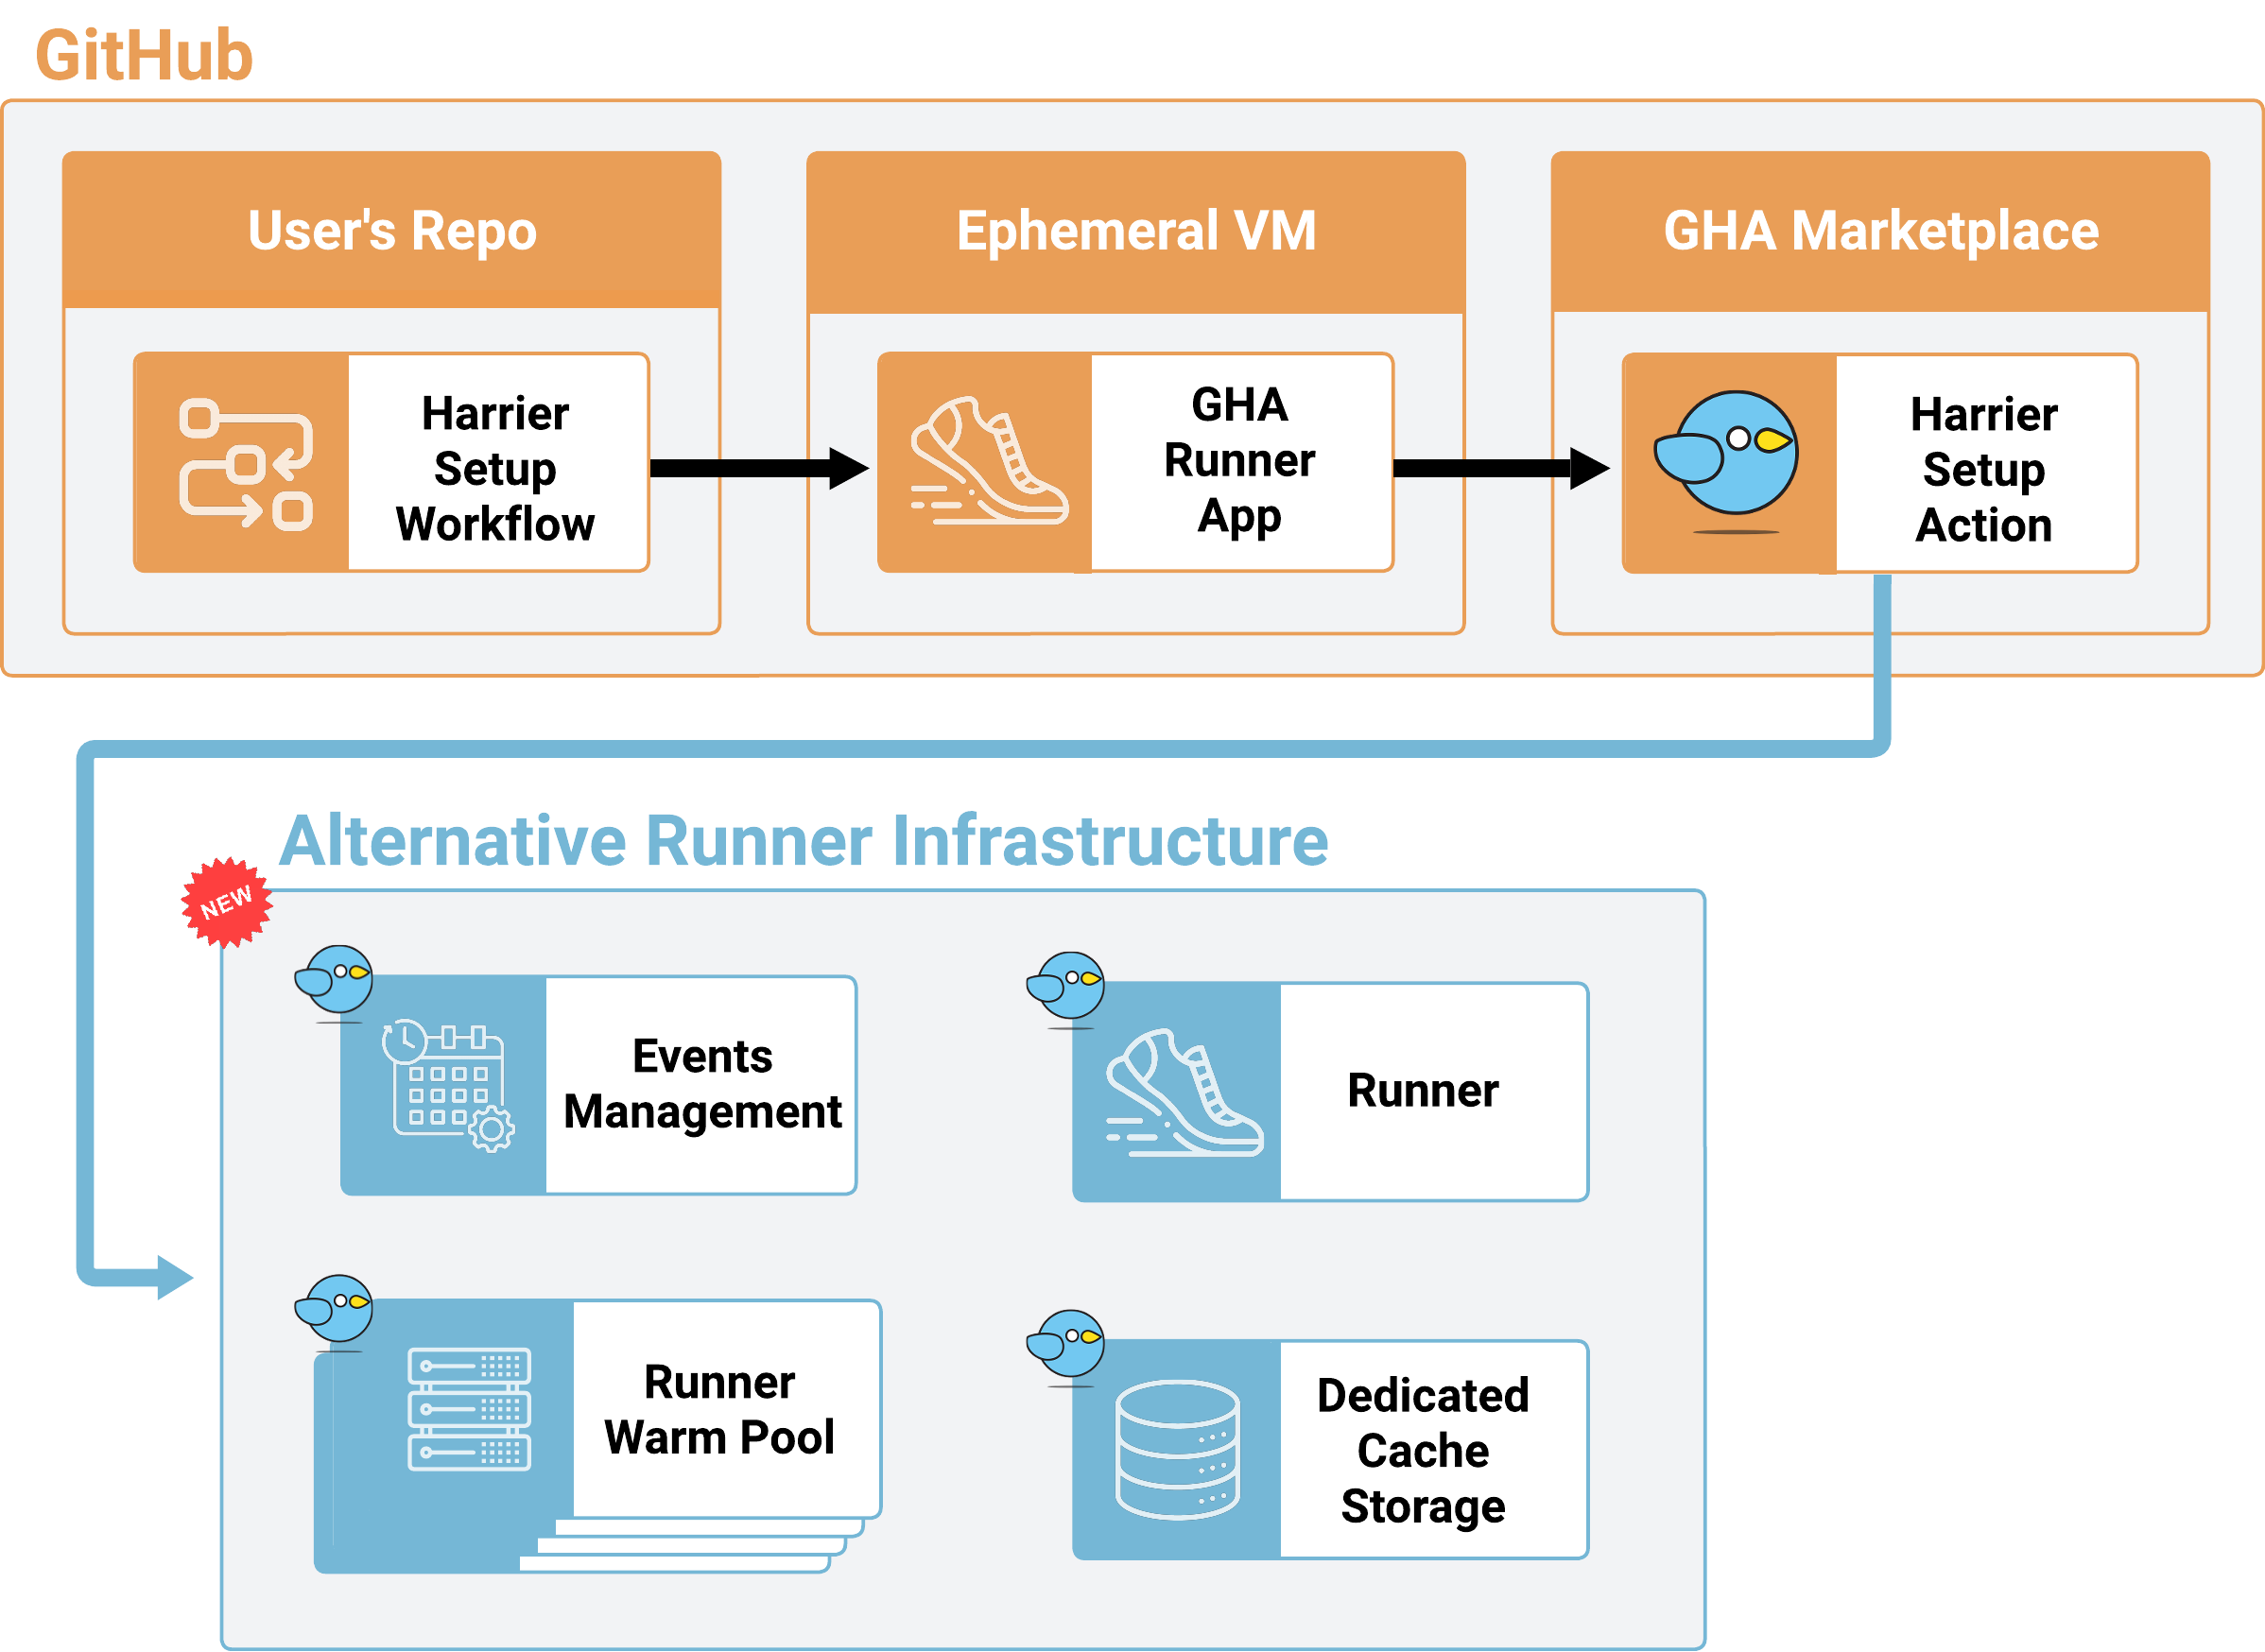 GitHub
User's Repo
Ephemeral VM
GHA Marketplace
Harrier
Setup
Workflow
GHA
Runner
App
Harrier
Setup
Action
Alternative Runner Infrastructure
NEW
Events
Management
Runner
Runner
Warm Pool
Dedicated
Cache
Storage